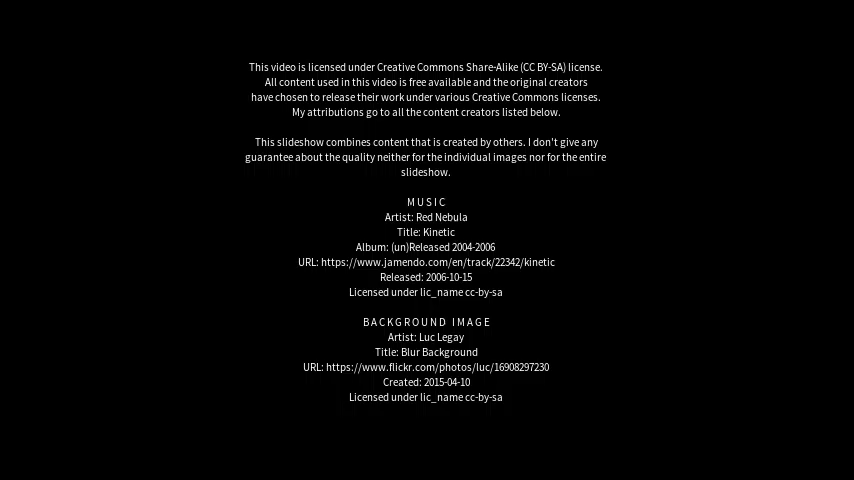 This video is licensed under Creative Commons Share-Alike (CC BY-SA) license.
All content used in this video is free available and the original creators
have chosen to release their work under various Creative Commons licenses.
My attributions go to all the content creators listed below.
This slideshow combines content that is created by others. I don't give any
guarantee about the quality neither for the individual images nor for the entire
slideshow.
MUSIC
Artist: Red Nebula
Title: Kinetic
Album: (un)Released 2004-2006
URL: https://www.jamendo.com/en/track/22342/kinetic
Released: 2006-10-15
Licensed under lic_name cc-by-sa
BACKGROUND IMAGE
Artist: Luc Legay
Title: Blur Background
URL: https://www.flickr.com/photos/luc/16908297230
Created: 2015-04-10
Licensed under lic_name cc-by-sa